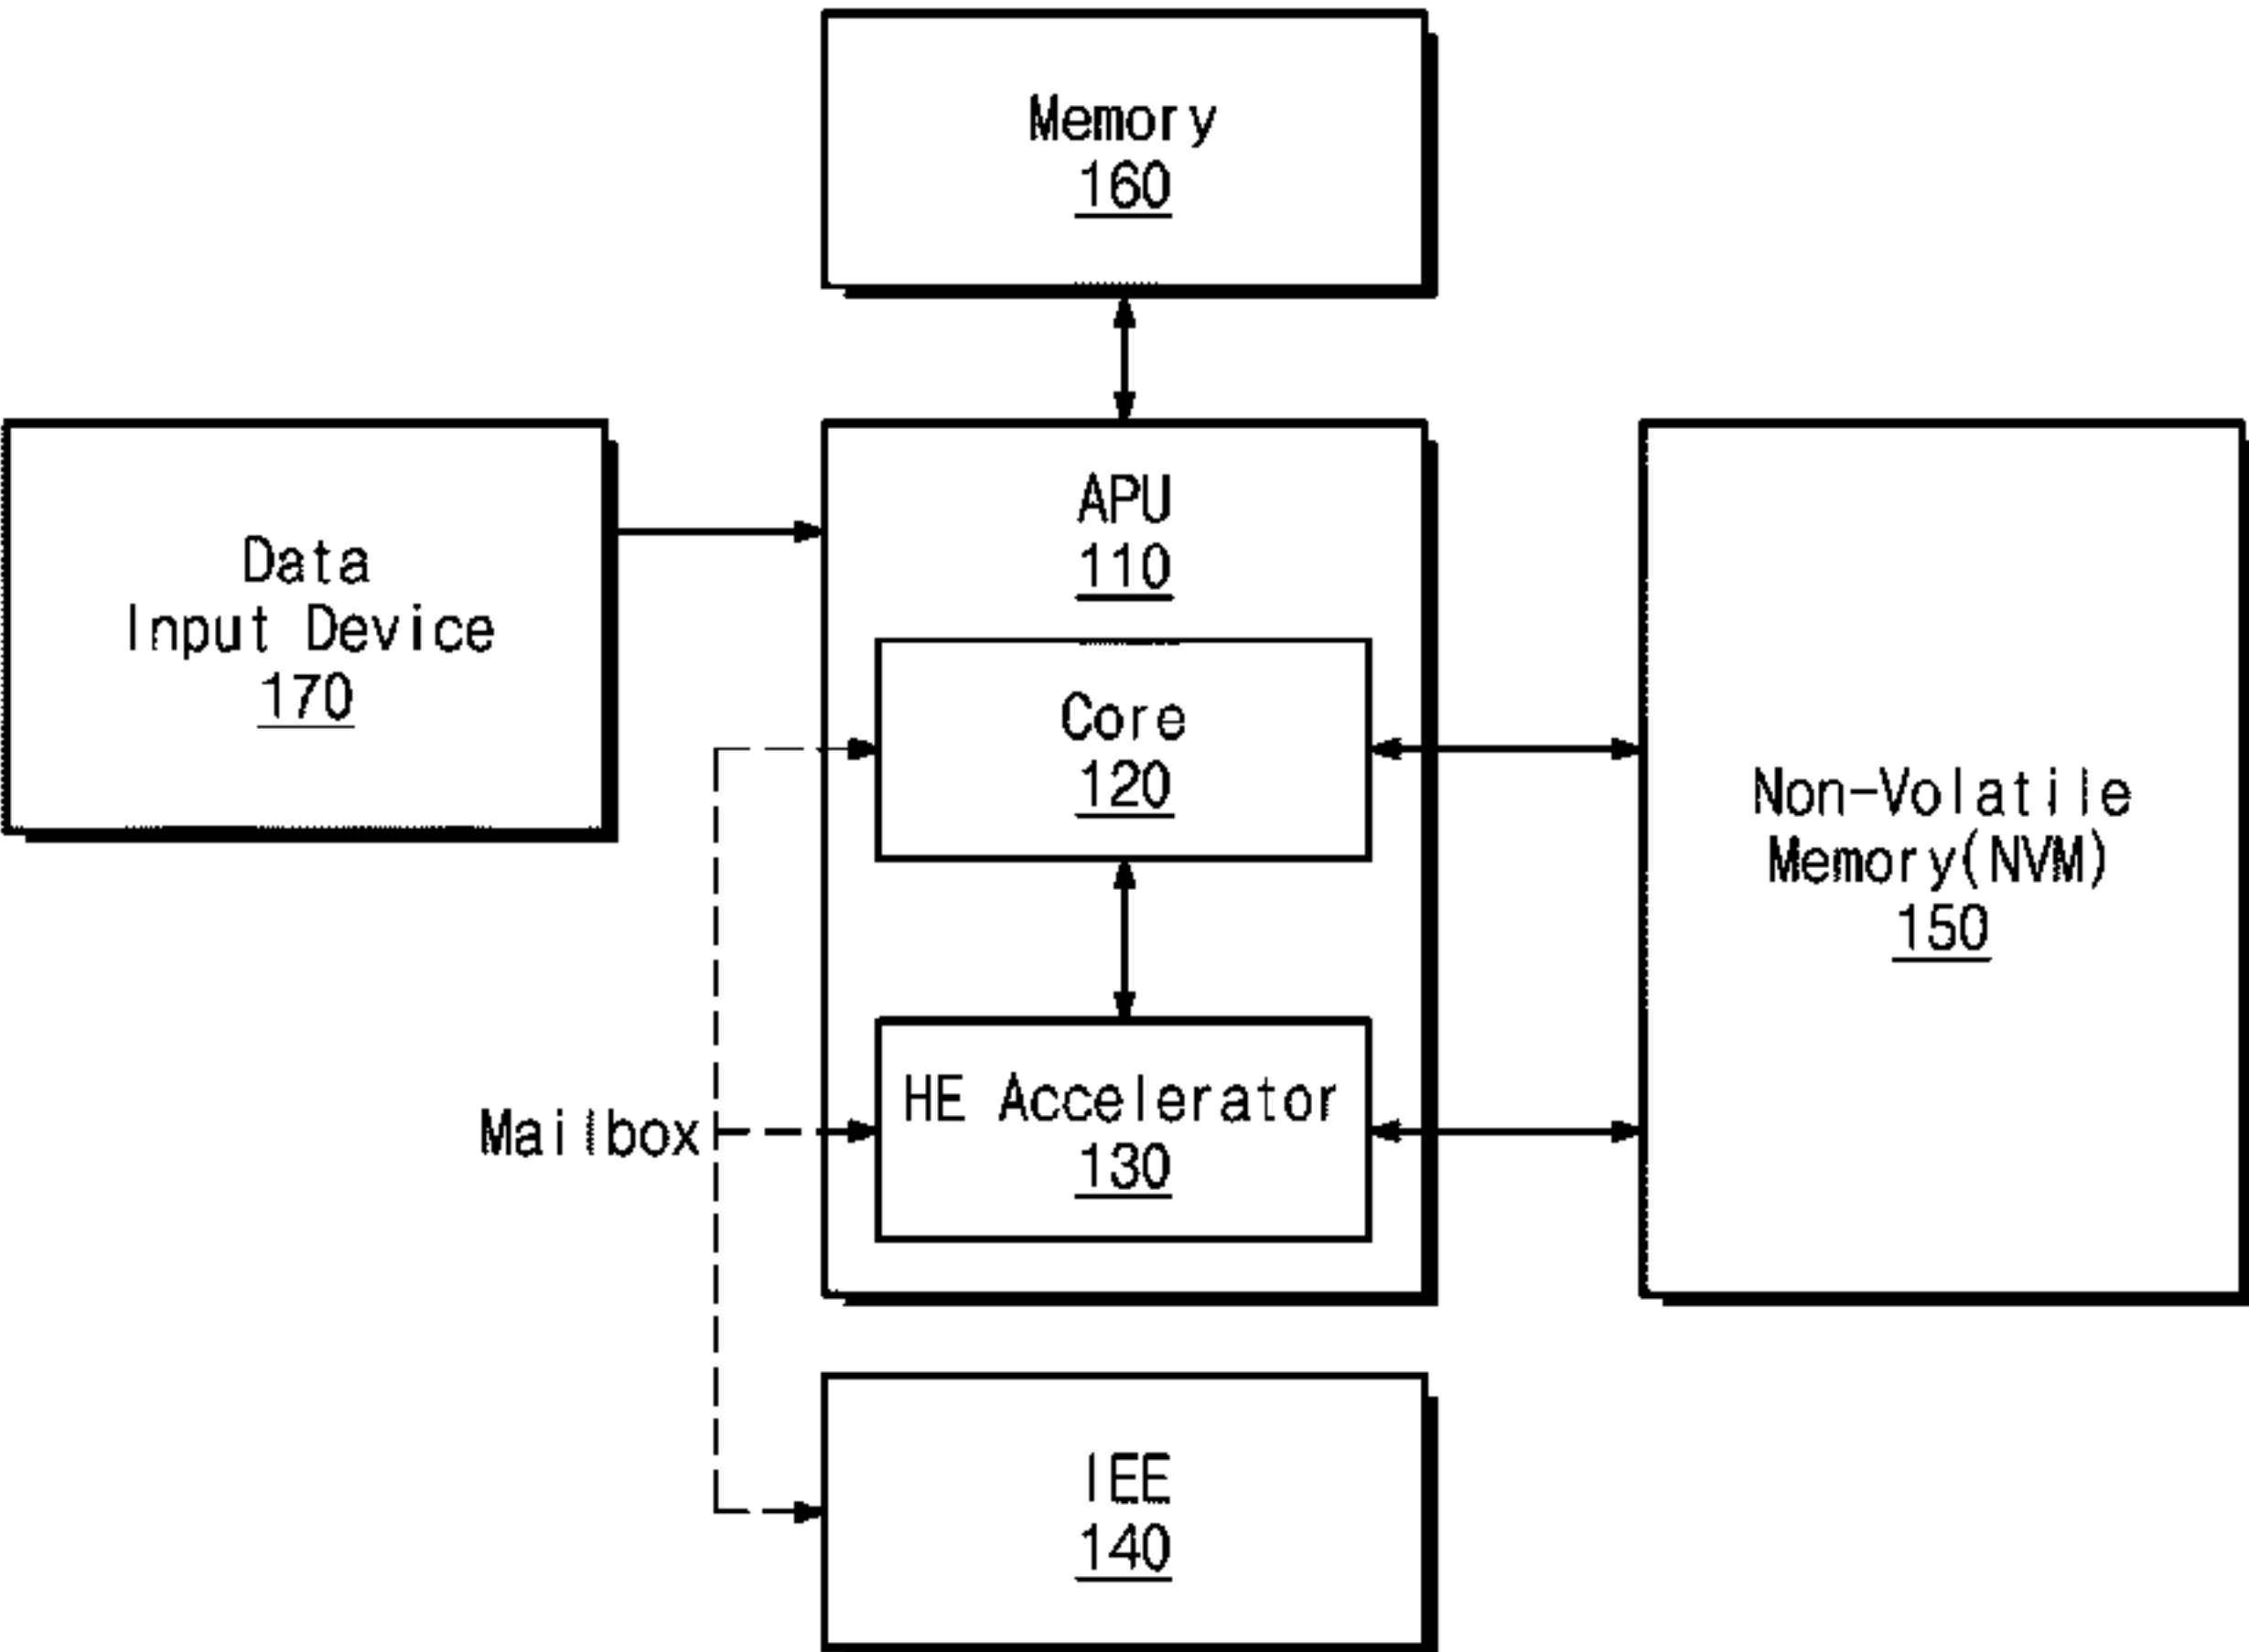 Memory
160
Data
Input Device
170
APU
110
Core
120
HE Accelerator
130
Mailbox
Non-Volatile
Memory(NVM)
150
IEE
140